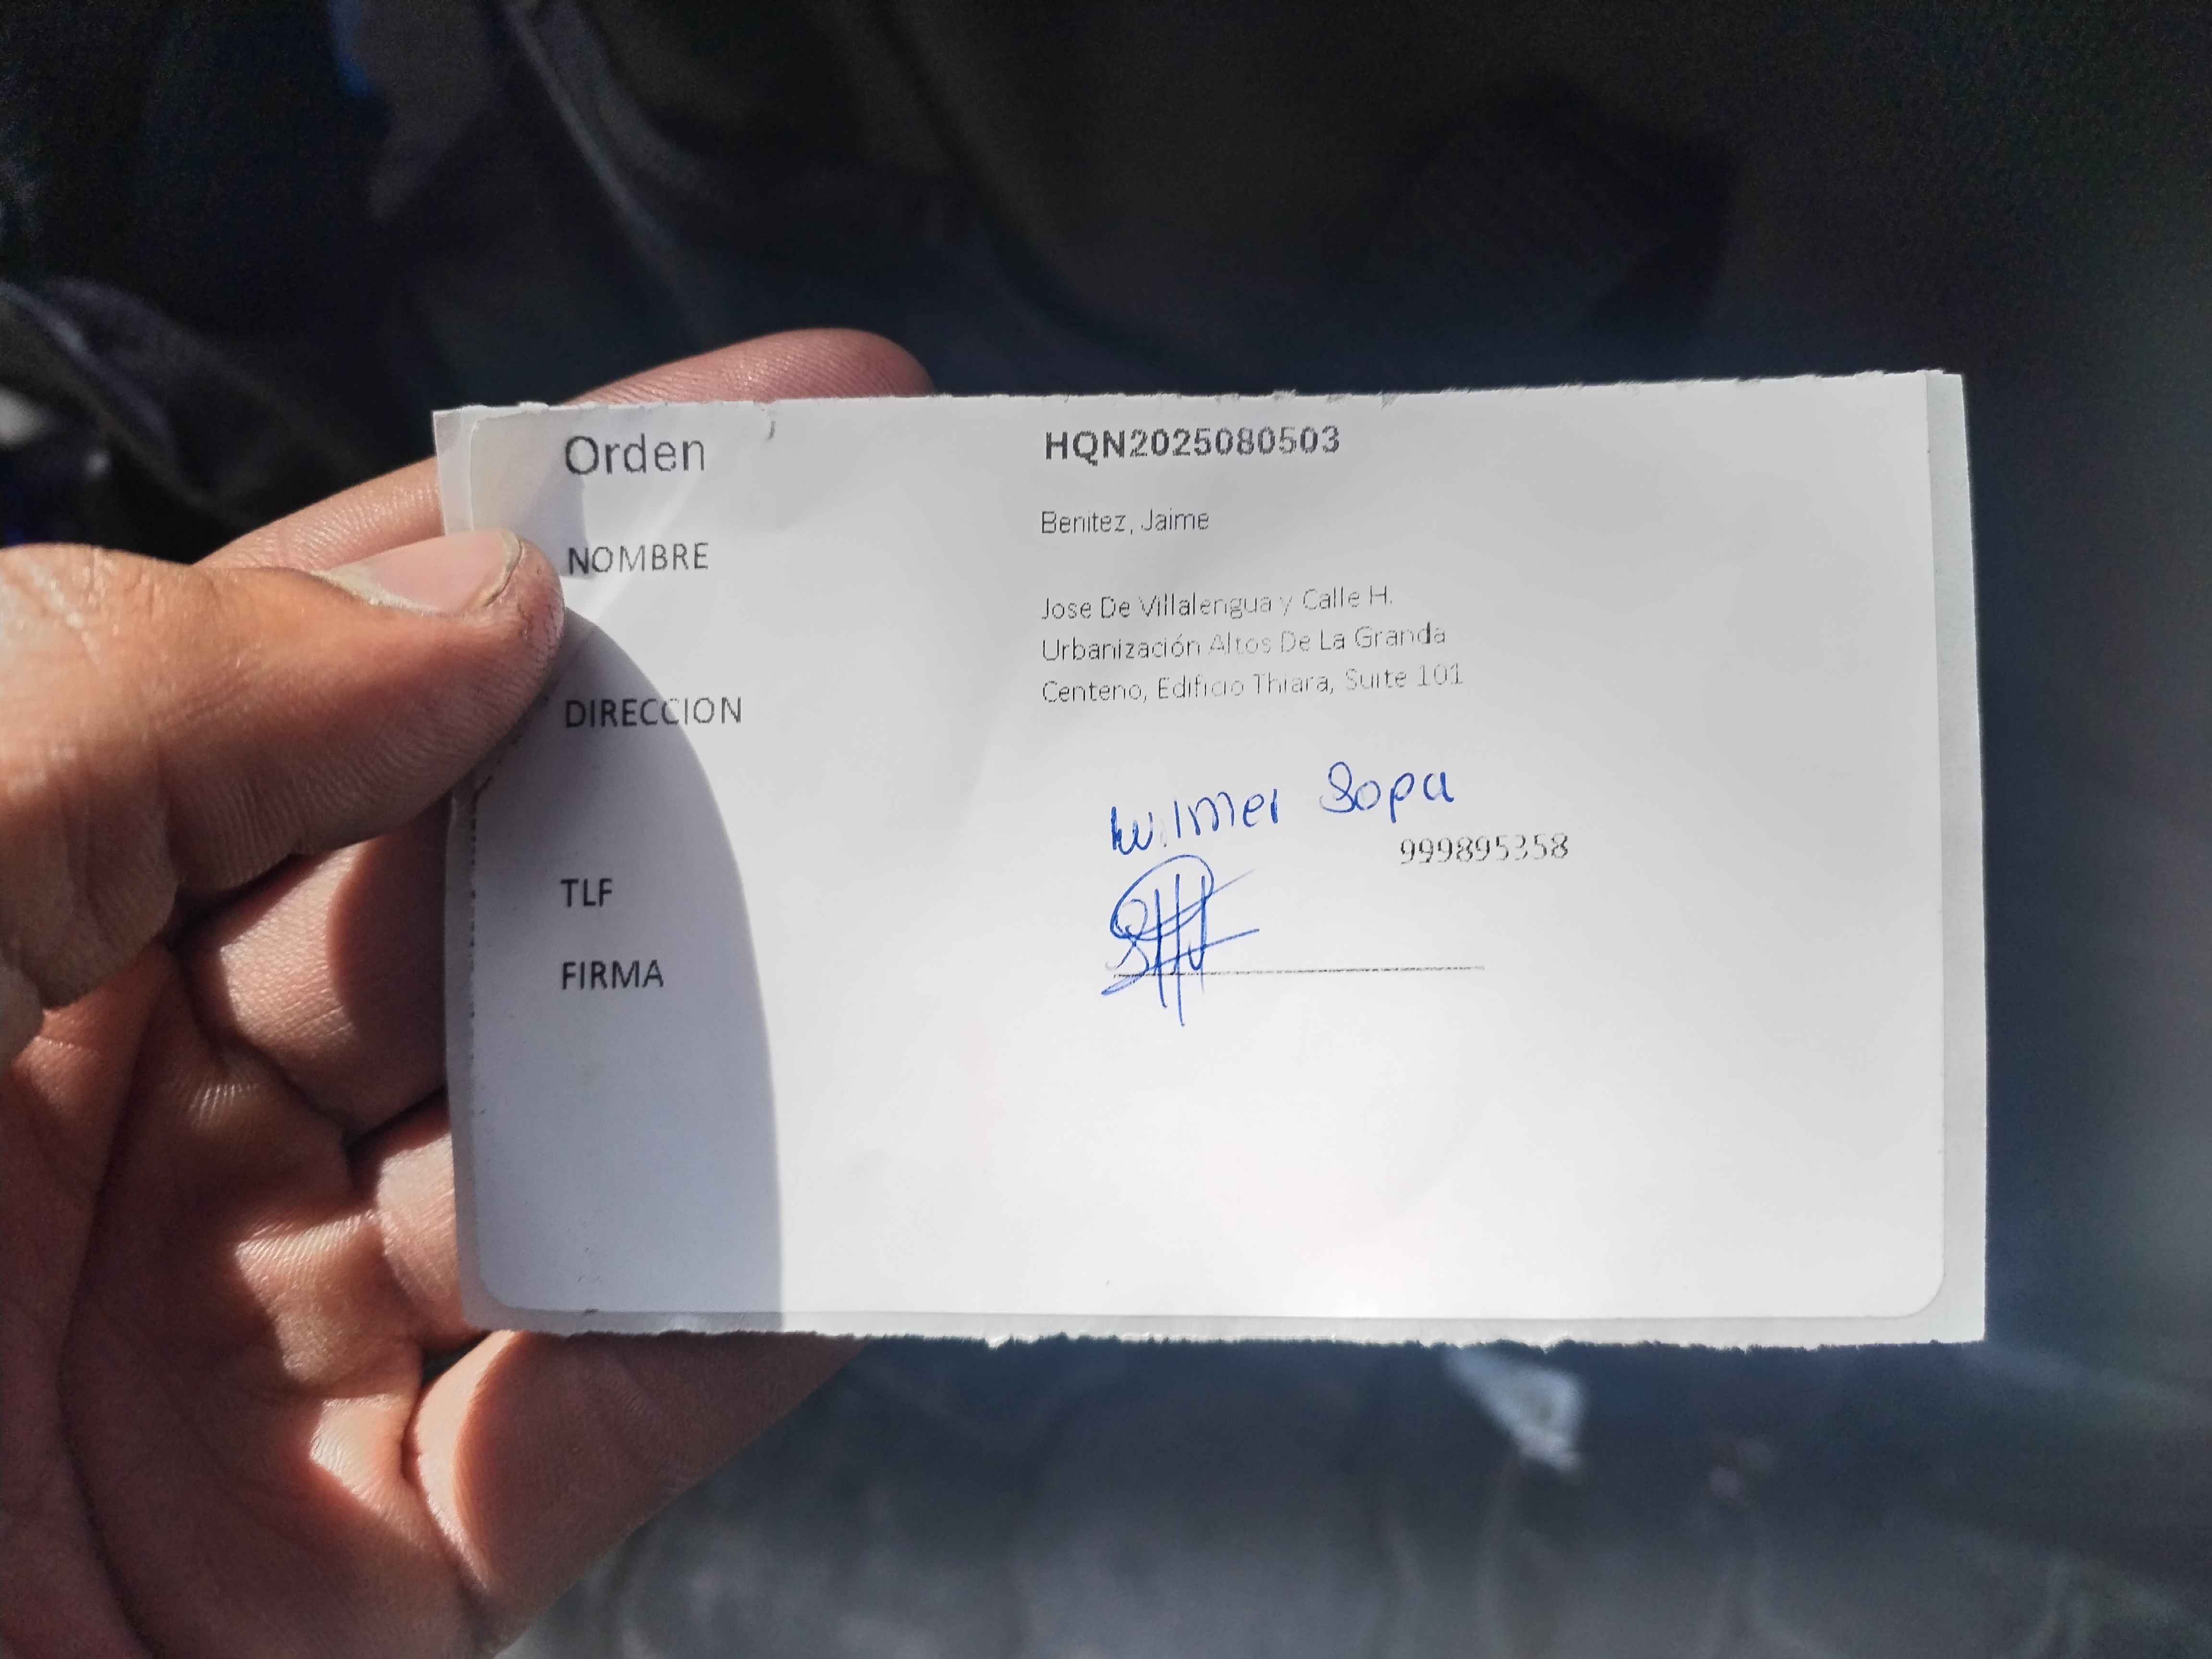 Orden HQN2025080503
NOMBRE Benitez, Jaime
DIRECCION Jose De Villalengua y Calle H.
Urbanización Altos De La Granda
Centeno, Edificio Thiara, Suite 101
Wilmer Sopa
TLF 999895358
FIRMA